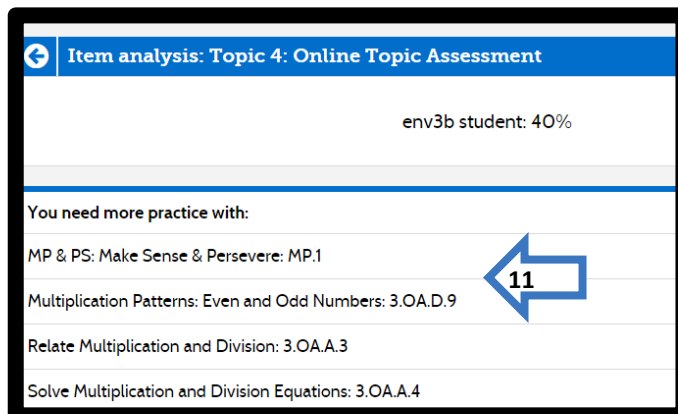 Item analysis: Topic 4: Online Topic Assessment
env3b student: 40%
You need more practice with:
MP & PS: Make Sense & Persevere: MP.1
11
Multiplication Patterns: Even and Odd Numbers: 3.OA.D.9
Relate Multiplication and Division: 3.OA.A.3
Solve Multiplication and Division Equations: 3.OA.A.4